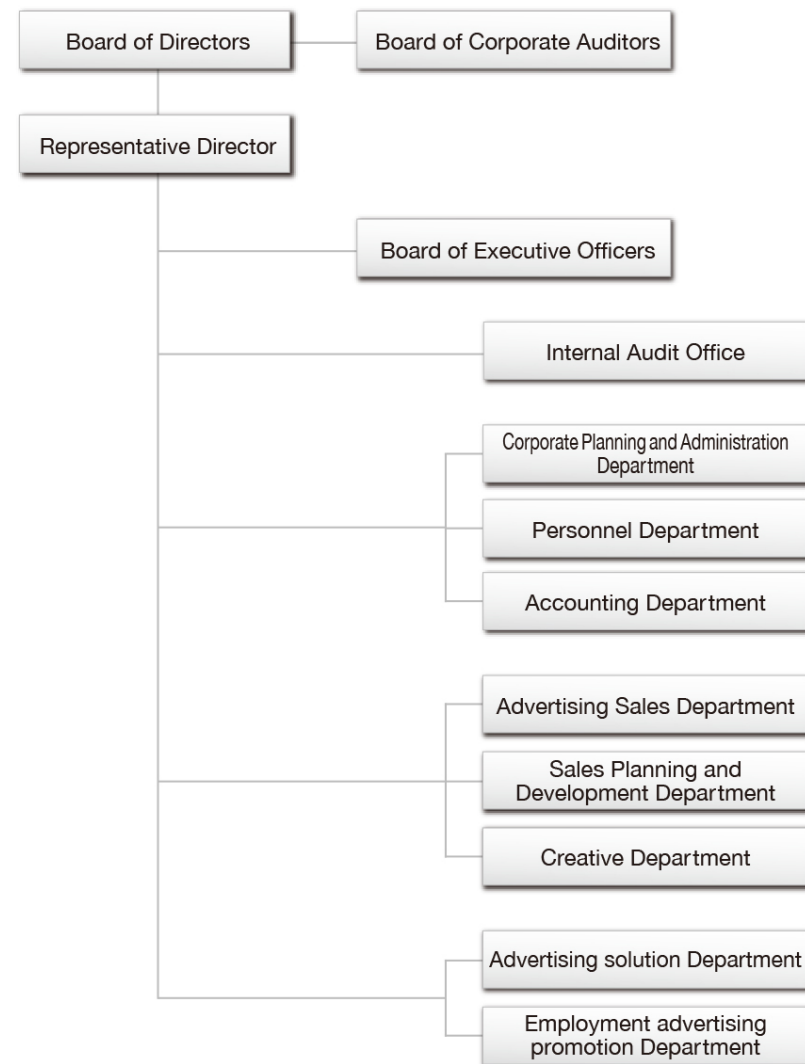 Board of Directors
Board of Corporate Auditors
Representative Director
Board of Executive Officers
Internal Audit Office
Corporate Planning and Administration
Department
Personnel Department
Accounting Department
Advertising Sales Department
Sales Planning and
Development Department
Creative Department
Advertising solution Department
Employment advertising
promotion Department